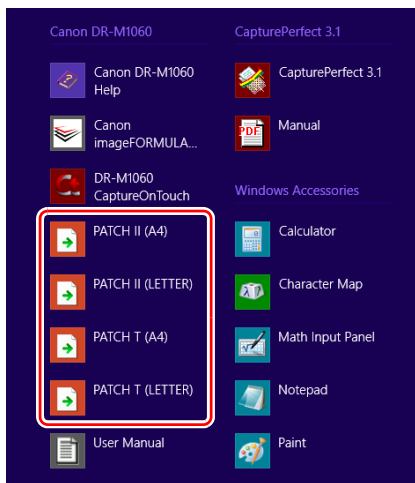 Canon DR-M1060
Canon DR-M1060
Help
Canon
imageFORMULA...
DR-M1060
CaptureOnTouch
PATCH II (A4)
PATCH II (LETTER)
PATCH T (A4)
PATCH T (LETTER)
User Manual
CapturePerfect 3.1
CapturePerfect 3.1
PDF
Manual
Windows Accessories
Calculator
Character Map
Math Input Panel
Notepad
Paint